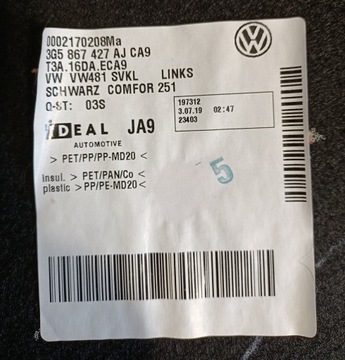 0002170208Ma
3G5 867 427 AJ CA9
T3A.16DA.ECA9
VW VW481 SVKL LINKS
SCHWARZ COMFOR 251
Q-ST: 03S
197312
3.07.19 02:47
23403
iDEAL JA9
AUTOMOTIVE
> PET/PP/PP-MD20 <
Insul. > PET/PAN/Co <
plastic > PP/PE-MD20 <
5